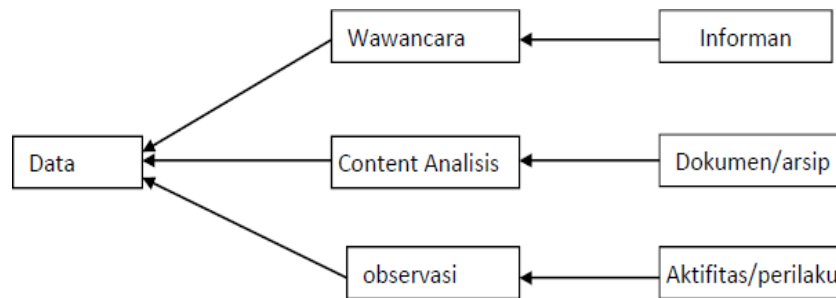 Wawancara
Informan
Data
Content Analisis
Dokumen/arsip
observasi
Aktifitas/perilaku